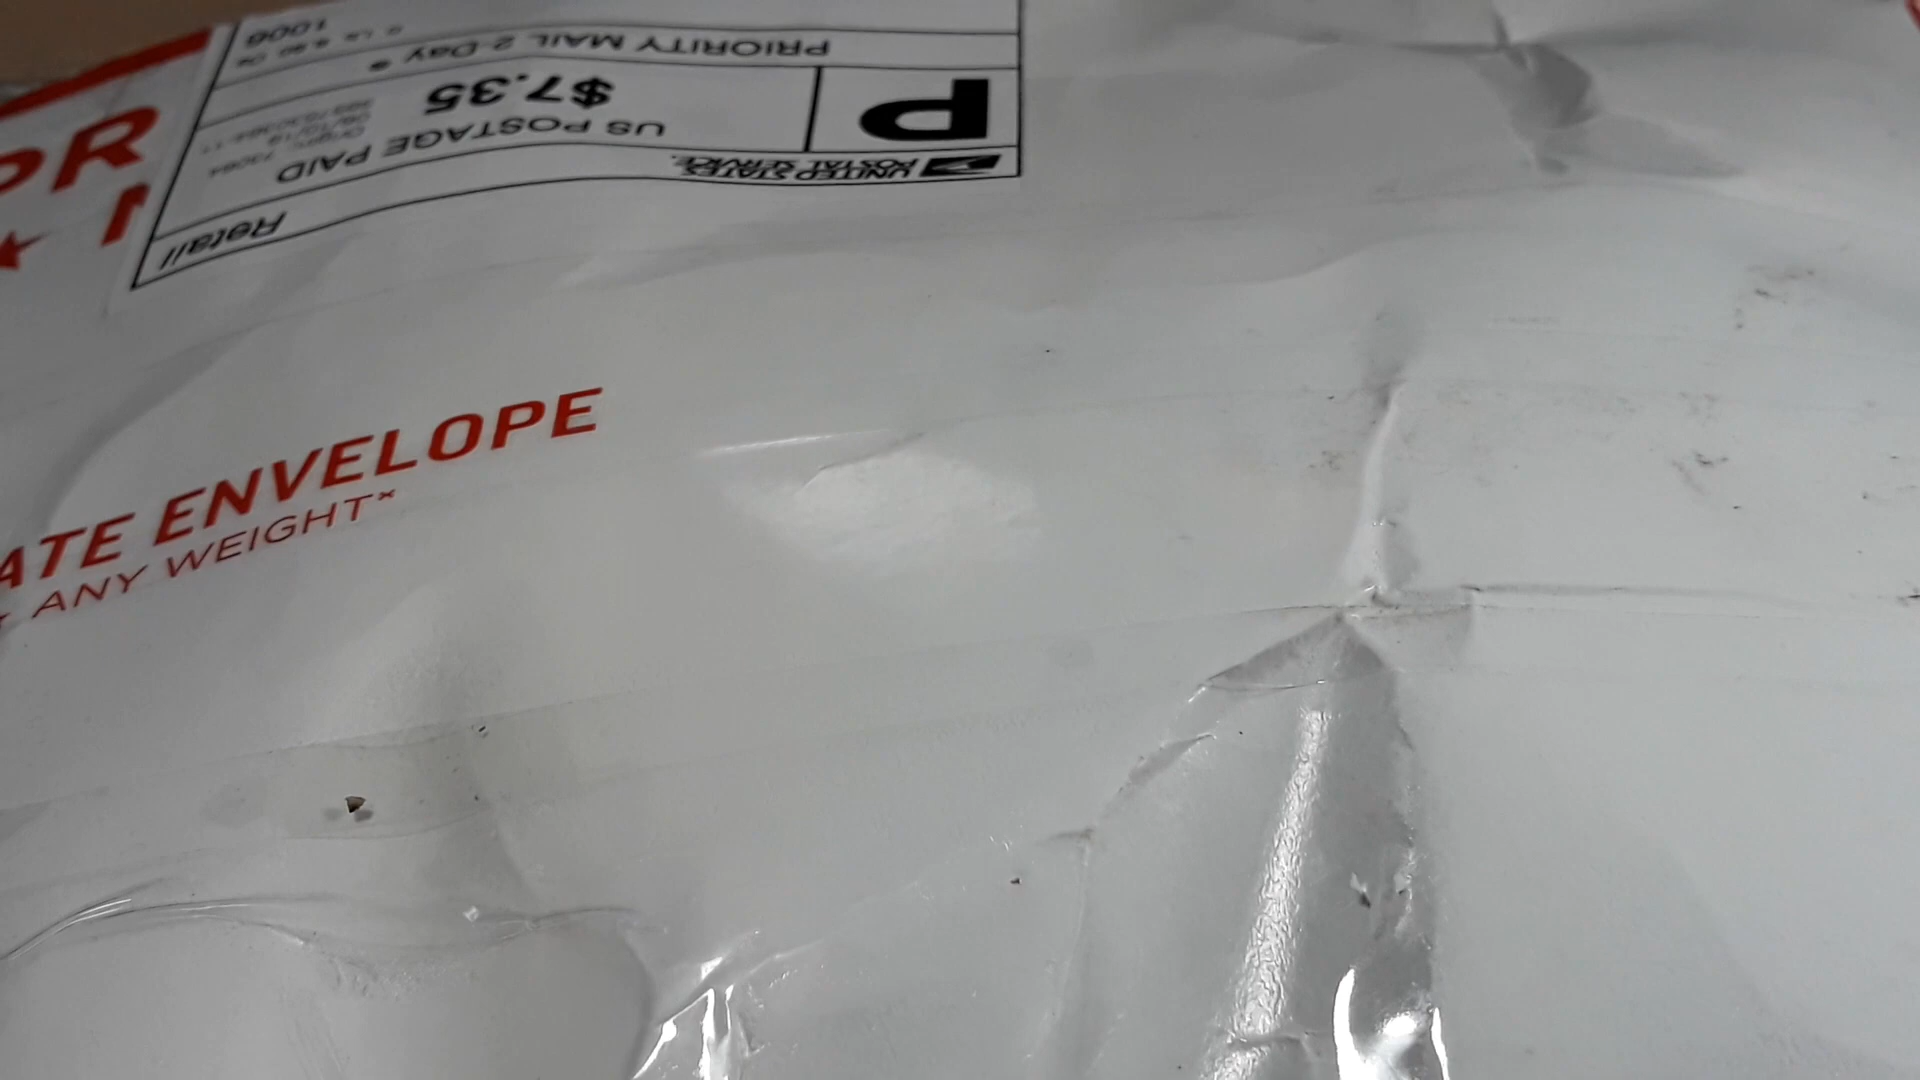 PR
ATE ENVELOPE
ANY WEIGHT*
Retail
P
UNITED STATES
POSTAL SERVICE.
US POSTAGE PAID
$7.35
PRIORITY MAIL 2-Day
1006